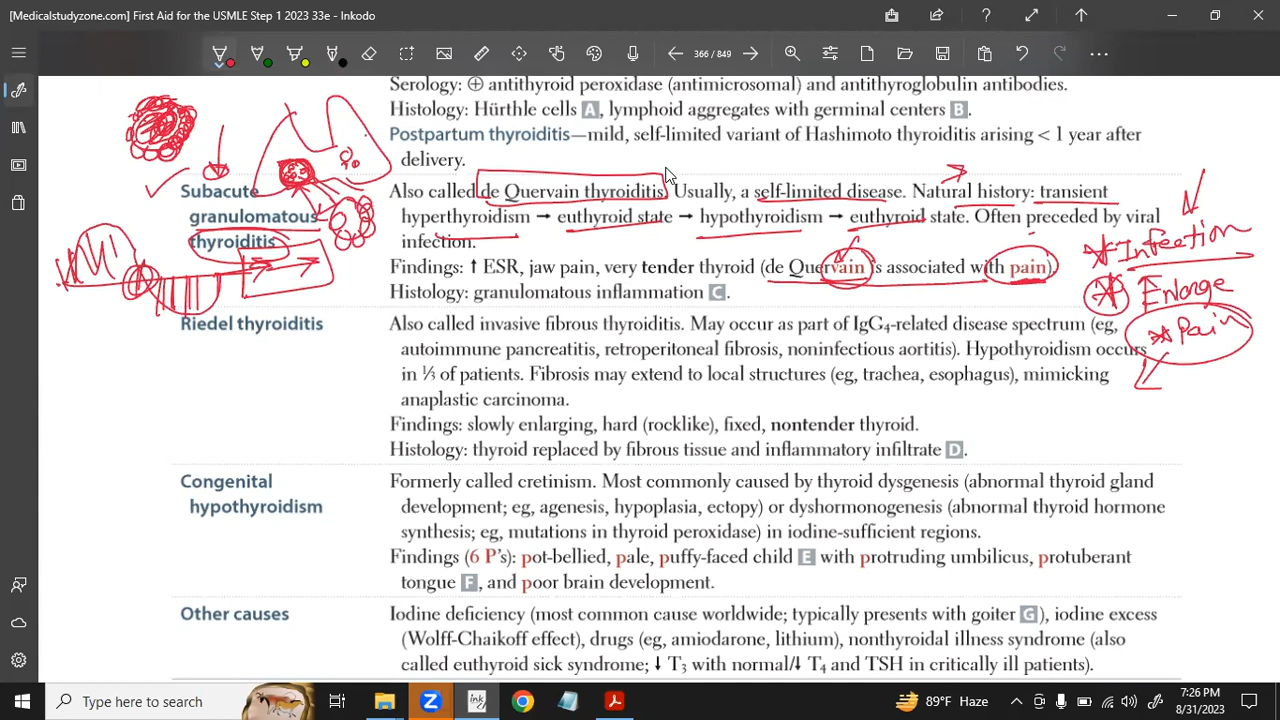 [Medicalstudyzone.com] First Aid for the USMLE Step 1 2023 33e - Inkodo
366 / 849
Serology: ⊕ antithyroid peroxidase (antimicrosomal) and antithyroglobulin antibodies.
Histology: Hürthle cells A, lymphoid aggregates with germinal centers B.
Postpartum thyroiditis—mild, self-limited variant of Hashimoto thyroiditis arising < 1 year after
delivery.
Subacute
granulomatous
thyroiditis
Also called de Quervain thyroiditis. Usually, a self-limited disease. Natural history: transient
hyperthyroidism → euthyroid state → hypothyroidism → euthyroid state. Often preceded by viral
infection.
Findings: ↑ ESR, jaw pain, very tender thyroid (de Quervain is associated with pain).
Histology: granulomatous inflammation C.
Infection
Enlarge
Pain
Riedel thyroiditis
Also called invasive fibrous thyroiditis. May occur as part of IgG4-related disease spectrum (eg,
autoimmune pancreatitis, retroperitoneal fibrosis, noninfectious aortitis). Hypothyroidism occurs
in ⅓ of patients. Fibrosis may extend to local structures (eg, trachea, esophagus), mimicking
anaplastic carcinoma.
Findings: slowly enlarging, hard (rocklike), fixed, nontender thyroid.
Histology: thyroid replaced by fibrous tissue and inflammatory infiltrate D.
Congenital
hypothyroidism
Formerly called cretinism. Most commonly caused by thyroid dysgenesis (abnormal thyroid gland
development; eg, agenesis, hypoplasia, ectopy) or dyshormonogenesis (abnormal thyroid hormone
synthesis; eg, mutations in thyroid peroxidase) in iodine-sufficient regions.
Findings (6 P's): pot-bellied, pale, puffy-faced child E with protruding umbilicus, protuberant
tongue F, and poor brain development.
Other causes
Iodine deficiency (most common cause worldwide; typically presents with goiter G), iodine excess
(Wolff-Chaikoff effect), drugs (eg, amiodarone, lithium), nonthyroidal illness syndrome (also
called euthyroid sick syndrome; ↓ T3 with normal/↓ T4 and TSH in critically ill patients).
Type here to search
89°F Haze
7:26 PM
8/31/2023